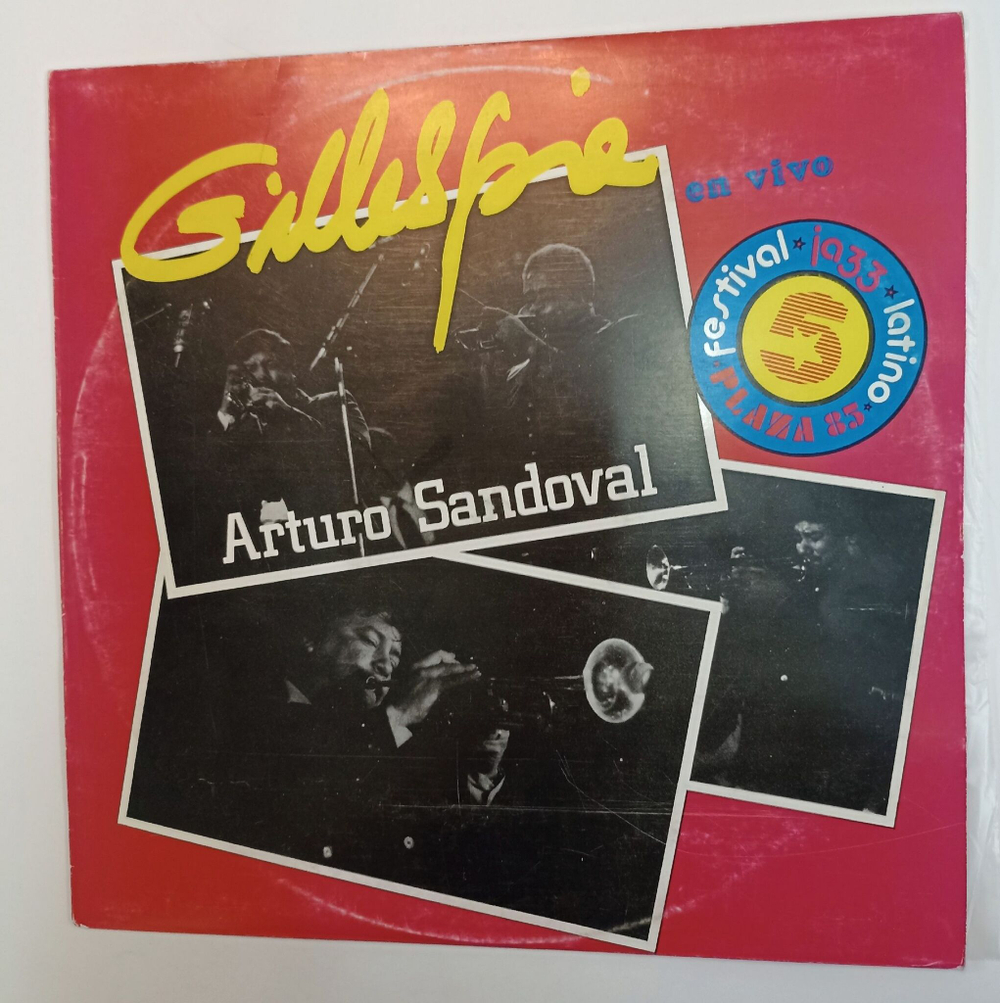 Gillespie
en vivo
festival jazz latino
5
PLAZA 85
Arturo Sandoval